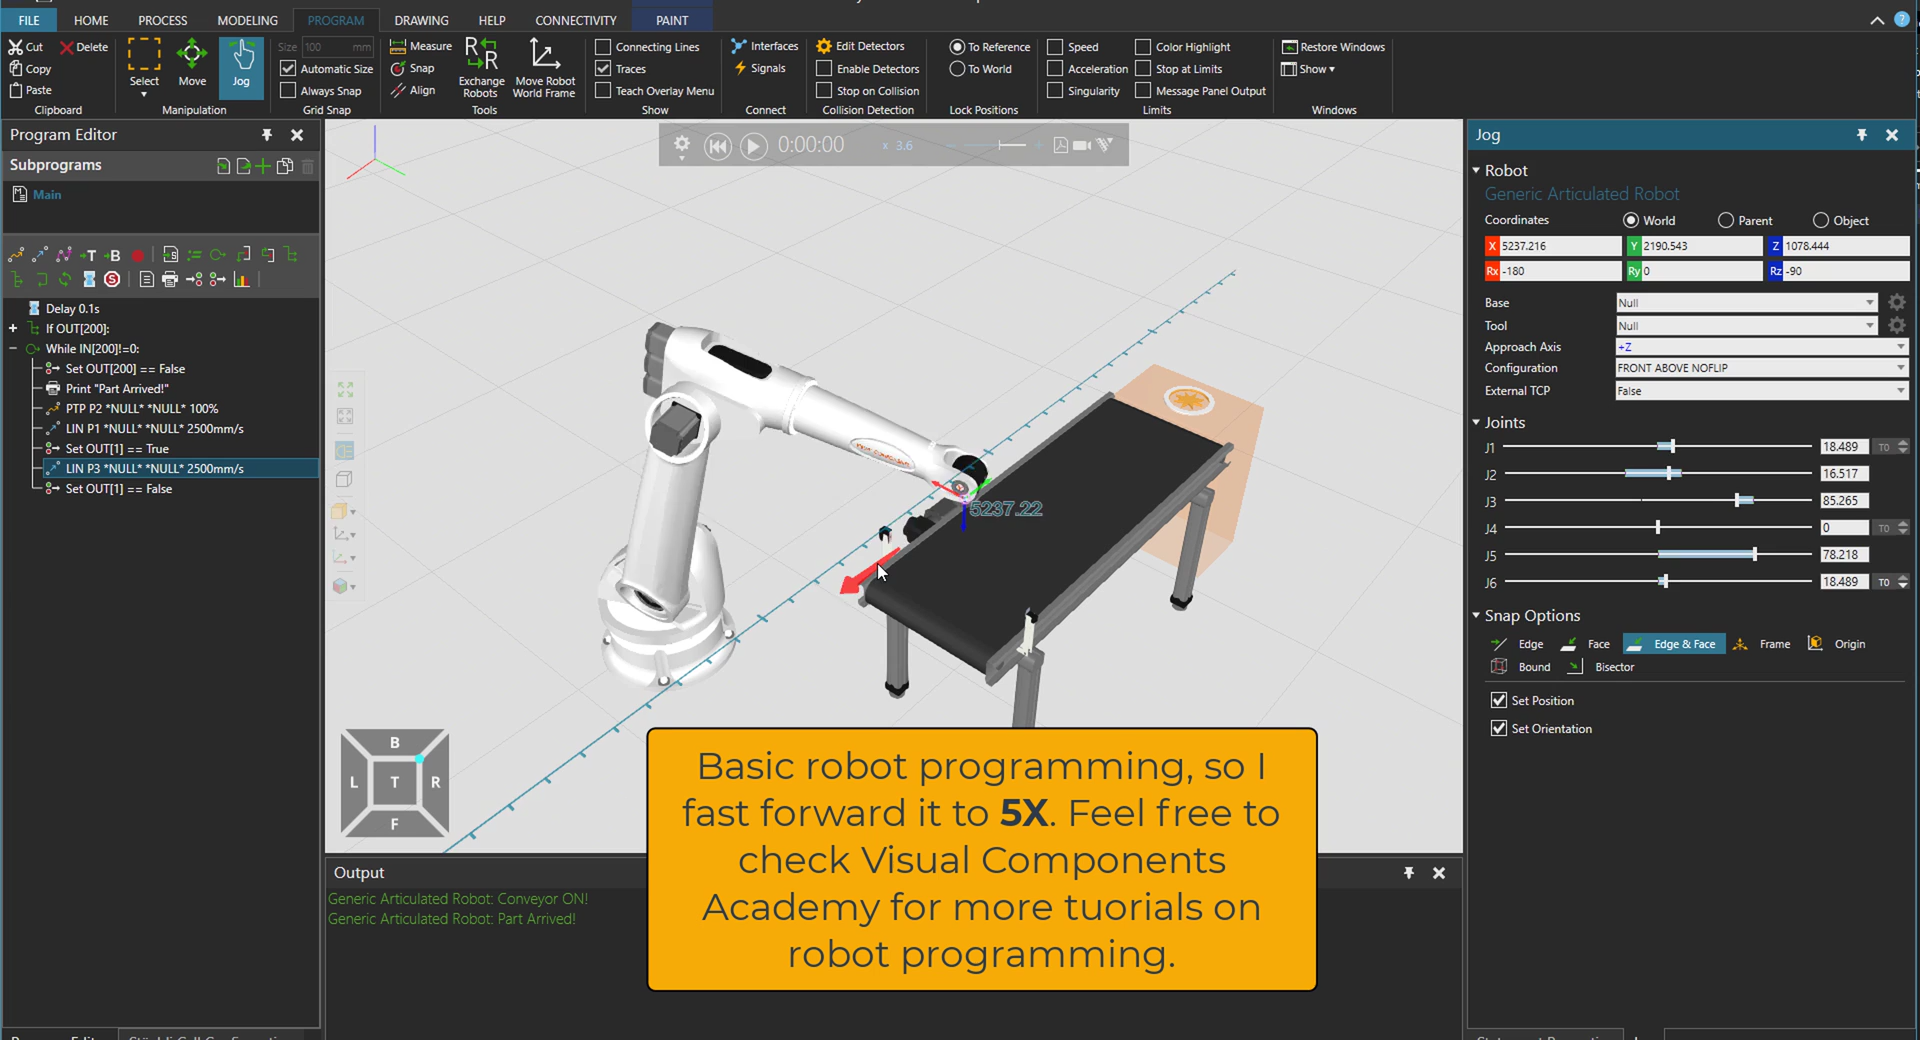 FILE HOME PROCESS MODELING PROGRAM DRAWING HELP CONNECTIVITY PAINT
Cut Delete
Copy
Paste
Clipboard
Select
Move
Jog
Manipulation
Size 100 mm
Automatic Size
Always Snap
Grid Snap
Measure
Snap
Align
Exchange
Robots
Move Robot
World Frame
Tools
Connecting Lines
Traces
Teach Overlay Menu
Show
Interfaces
Signals
Connect
Edit Detectors
Enable Detectors
Stop on Collision
Collision Detection
To Reference
To World
Lock Positions
Speed
Acceleration
Singularity
Color Highlight
Stop at Limits
Message Panel Output
Limits
Restore Windows
Show
Windows
Program Editor
Subprograms
Main
Delay 0.1s
If OUT[200]:
While IN[200]!=0:
Set OUT[200] == False
Print "Part Arrived!"
PTP P2 *NULL* *NULL* 100%
LIN P1 *NULL* *NULL* 2500mm/s
Set OUT[1] == True
LIN P3 *NULL* *NULL* 2500mm/s
Set OUT[1] == False
0:00:00 x 3.6
5237.22
B
L T R
F
Basic robot programming, so I
fast forward it to 5X. Feel free to
check Visual Components
Academy for more tuorials on
robot programming.
Output
Generic Articulated Robot: Conveyor ON!
Generic Articulated Robot: Part Arrived!
Jog
Robot
Generic Articulated Robot
Coordinates World Parent Object
X 5237.216 Y 2190.543 Z 1078.444
Rx -180 Ry 0 Rz -90
Base Null
Tool Null
Approach Axis +Z
Configuration FRONT ABOVE NOFLIP
External TCP False
Joints
J1 18.489 T0
J2 16.517
J3 85.265
J4 0 T0
J5 78.218
J6 18.489 T0
Snap Options
Edge Face Edge & Face Frame Origin
Bound Bisector
Set Position
Set Orientation